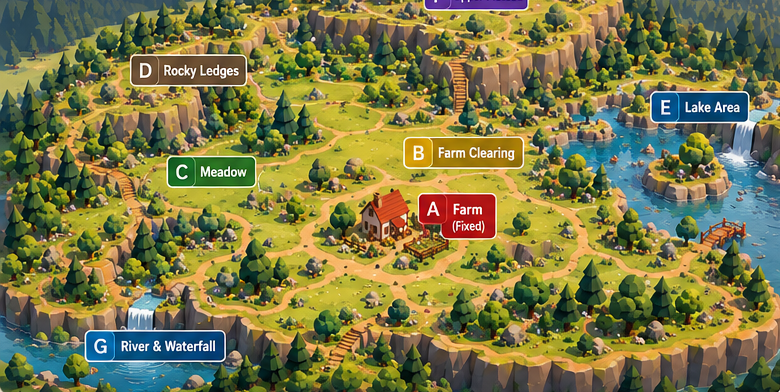 D Rocky Ledges
E Lake Area
B Farm Clearing
C Meadow
A Farm
(Fixed)
G River & Waterfall